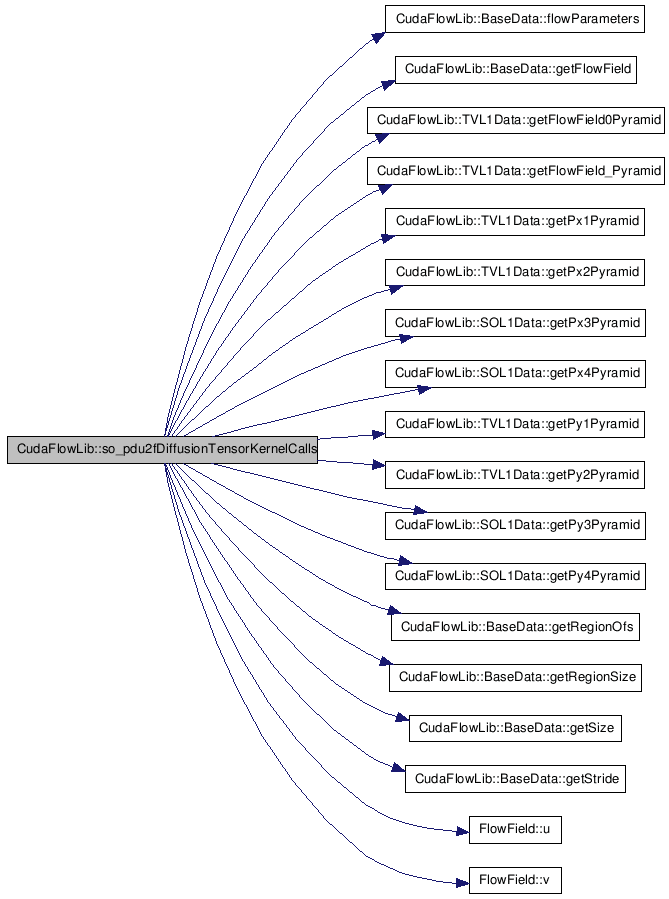 CudaFlowLib::BaseData::flowParameters
CudaFlowLib::BaseData::getFlowField
CudaFlowLib::TVL1Data::getFlowField0Pyramid
CudaFlowLib::TVL1Data::getFlowField_Pyramid
CudaFlowLib::TVL1Data::getPx1Pyramid
CudaFlowLib::TVL1Data::getPx2Pyramid
CudaFlowLib::SOL1Data::getPx3Pyramid
CudaFlowLib::SOL1Data::getPx4Pyramid
CudaFlowLib::TVL1Data::getPy1Pyramid
CudaFlowLib::so_pdu2fDiffusionTensorKernelCalls
CudaFlowLib::TVL1Data::getPy2Pyramid
CudaFlowLib::SOL1Data::getPy3Pyramid
CudaFlowLib::SOL1Data::getPy4Pyramid
CudaFlowLib::BaseData::getRegionOfs
CudaFlowLib::BaseData::getRegionSize
CudaFlowLib::BaseData::getSize
CudaFlowLib::BaseData::getStride
FlowField::u
FlowField::v